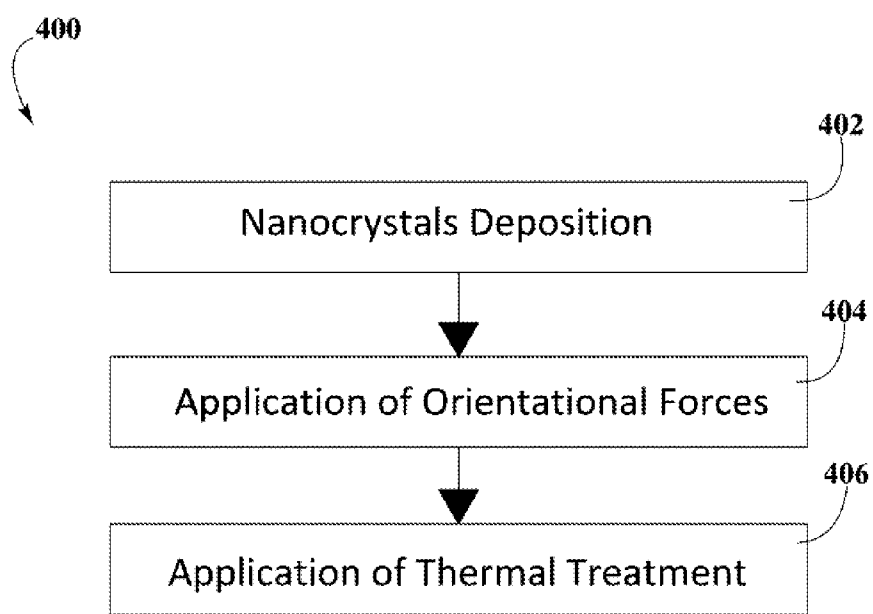 400
402
Nanocrystals Deposition
404
Application of Orientational Forces
406
Application of Thermal Treatment